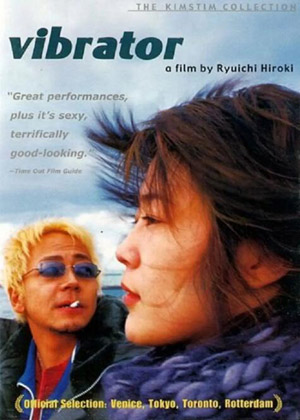 THE KIMSTIM COLLECTION
vibrator
a film by Ryuichi Hiroki
"Great performances,
plus it's sexy,
terrifically
good-looking."
—Time Out Film Guide
Official Selection: Venice, Tokyo, Toronto, Rotterdam